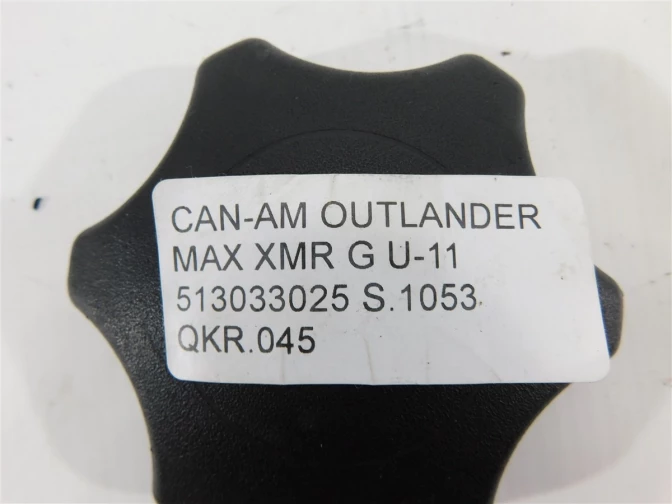 CAN-AM OUTLANDER
MAX XMR G U-11
513033025 S.1053
QKR.045